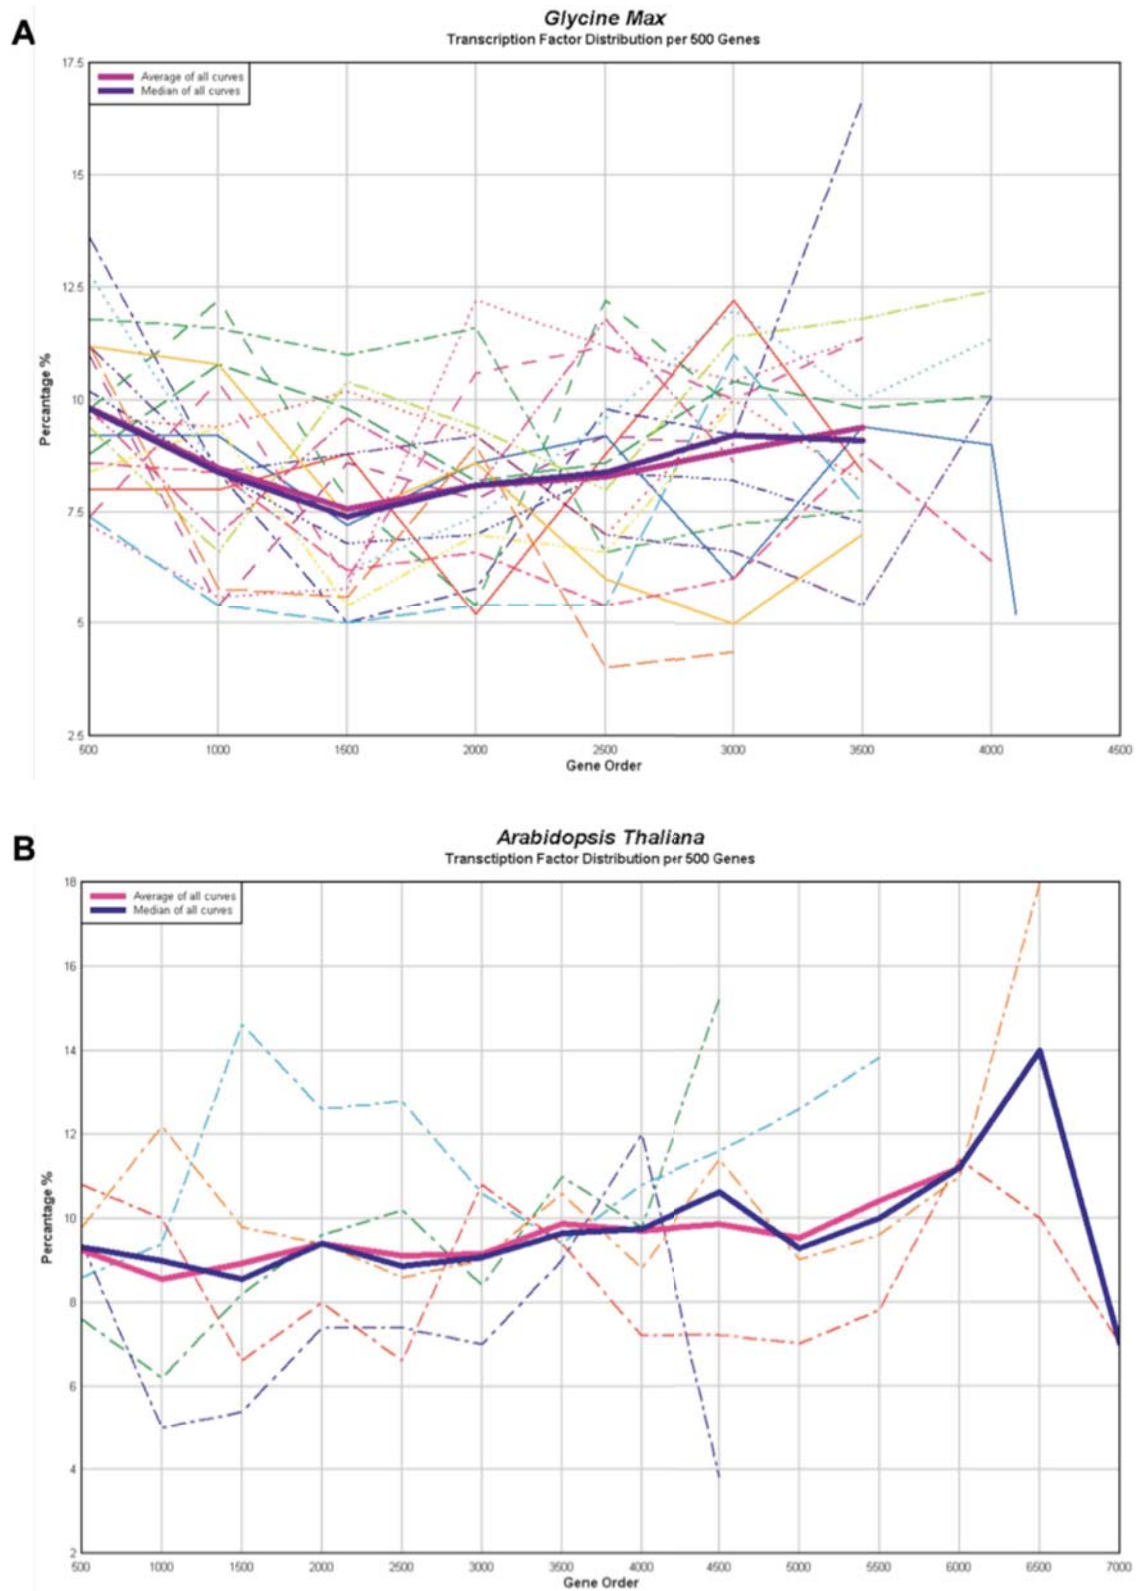 A
Glycine Max
Transcription Factor Distribution per 500 Genes
17.5
Average of all curves
Median of all curves
15
12.5
10
7.5
5
2.5
Percantage %
500 1000 1500 2000 2500 3000 3500 4000 4500
Gene Order
B
Arabidopsis Thaliana
Transctiption Factor Distribution per 500 Genes
18
Average of all curves
Median of all curves
16
14
12
10
8
6
4
2
Percantage %
500 1000 1500 2000 2500 3000 3500 4000 4500 5000 5500 6000 6500 7000
Gene Order